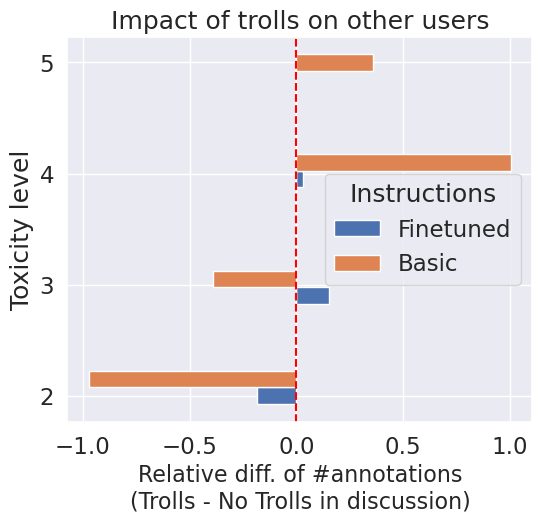 Impact of trolls on other users
Toxicity level
5
4
3
2
Instructions
Finetuned
Basic
−1.0 −0.5 0.0 0.5 1.0
Relative diff. of #annotations
(Trolls - No Trolls in discussion)